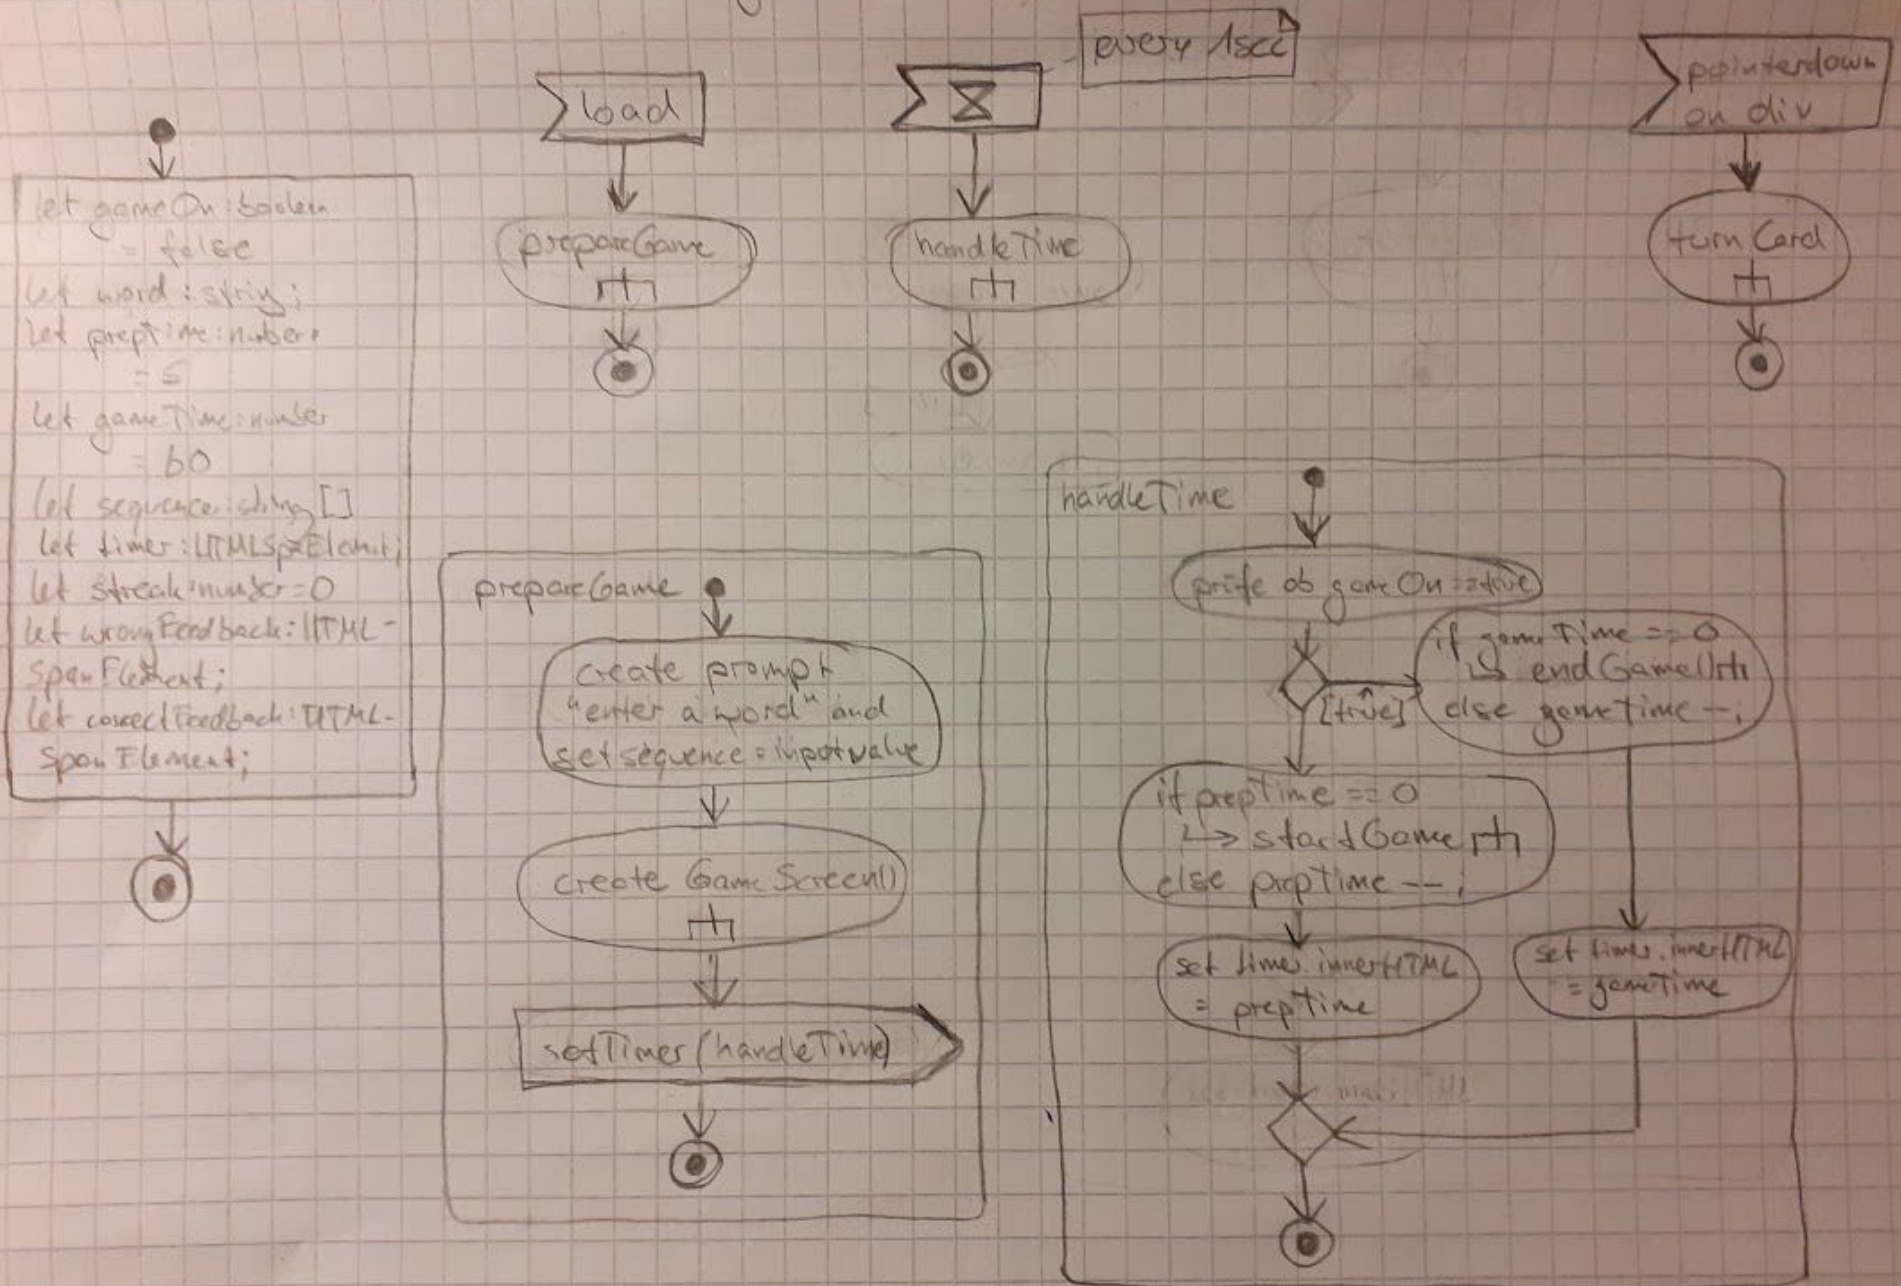 load
every 1sec
pointerdown
on div
let gameOn: boolean
= false
let word: string;
let prepTime: number
= 5
let gameTime: number
= 60
let sequence: string[]
let timer: HTMLSpanElement;
let streak: number = 0
let wrongFeedback: HTML-
SpanElement;
let correctFeedback: HTML-
SpanElement;
prepareGame
handleTime
turnCard
prepareGame
create prompt
"enter a word" and
set sequence = inputvalue
create GameScreen()
setTimer(handleTime)
handleTime
prüfe ob gameOn == true
[true]
if gameTime == 0
↳ endGame()
else gameTime --;
if prepTime == 0
↳ startGame
else prepTime --;
set timer.innerHTML
= prepTime
set timer.innerHTML
= gameTime